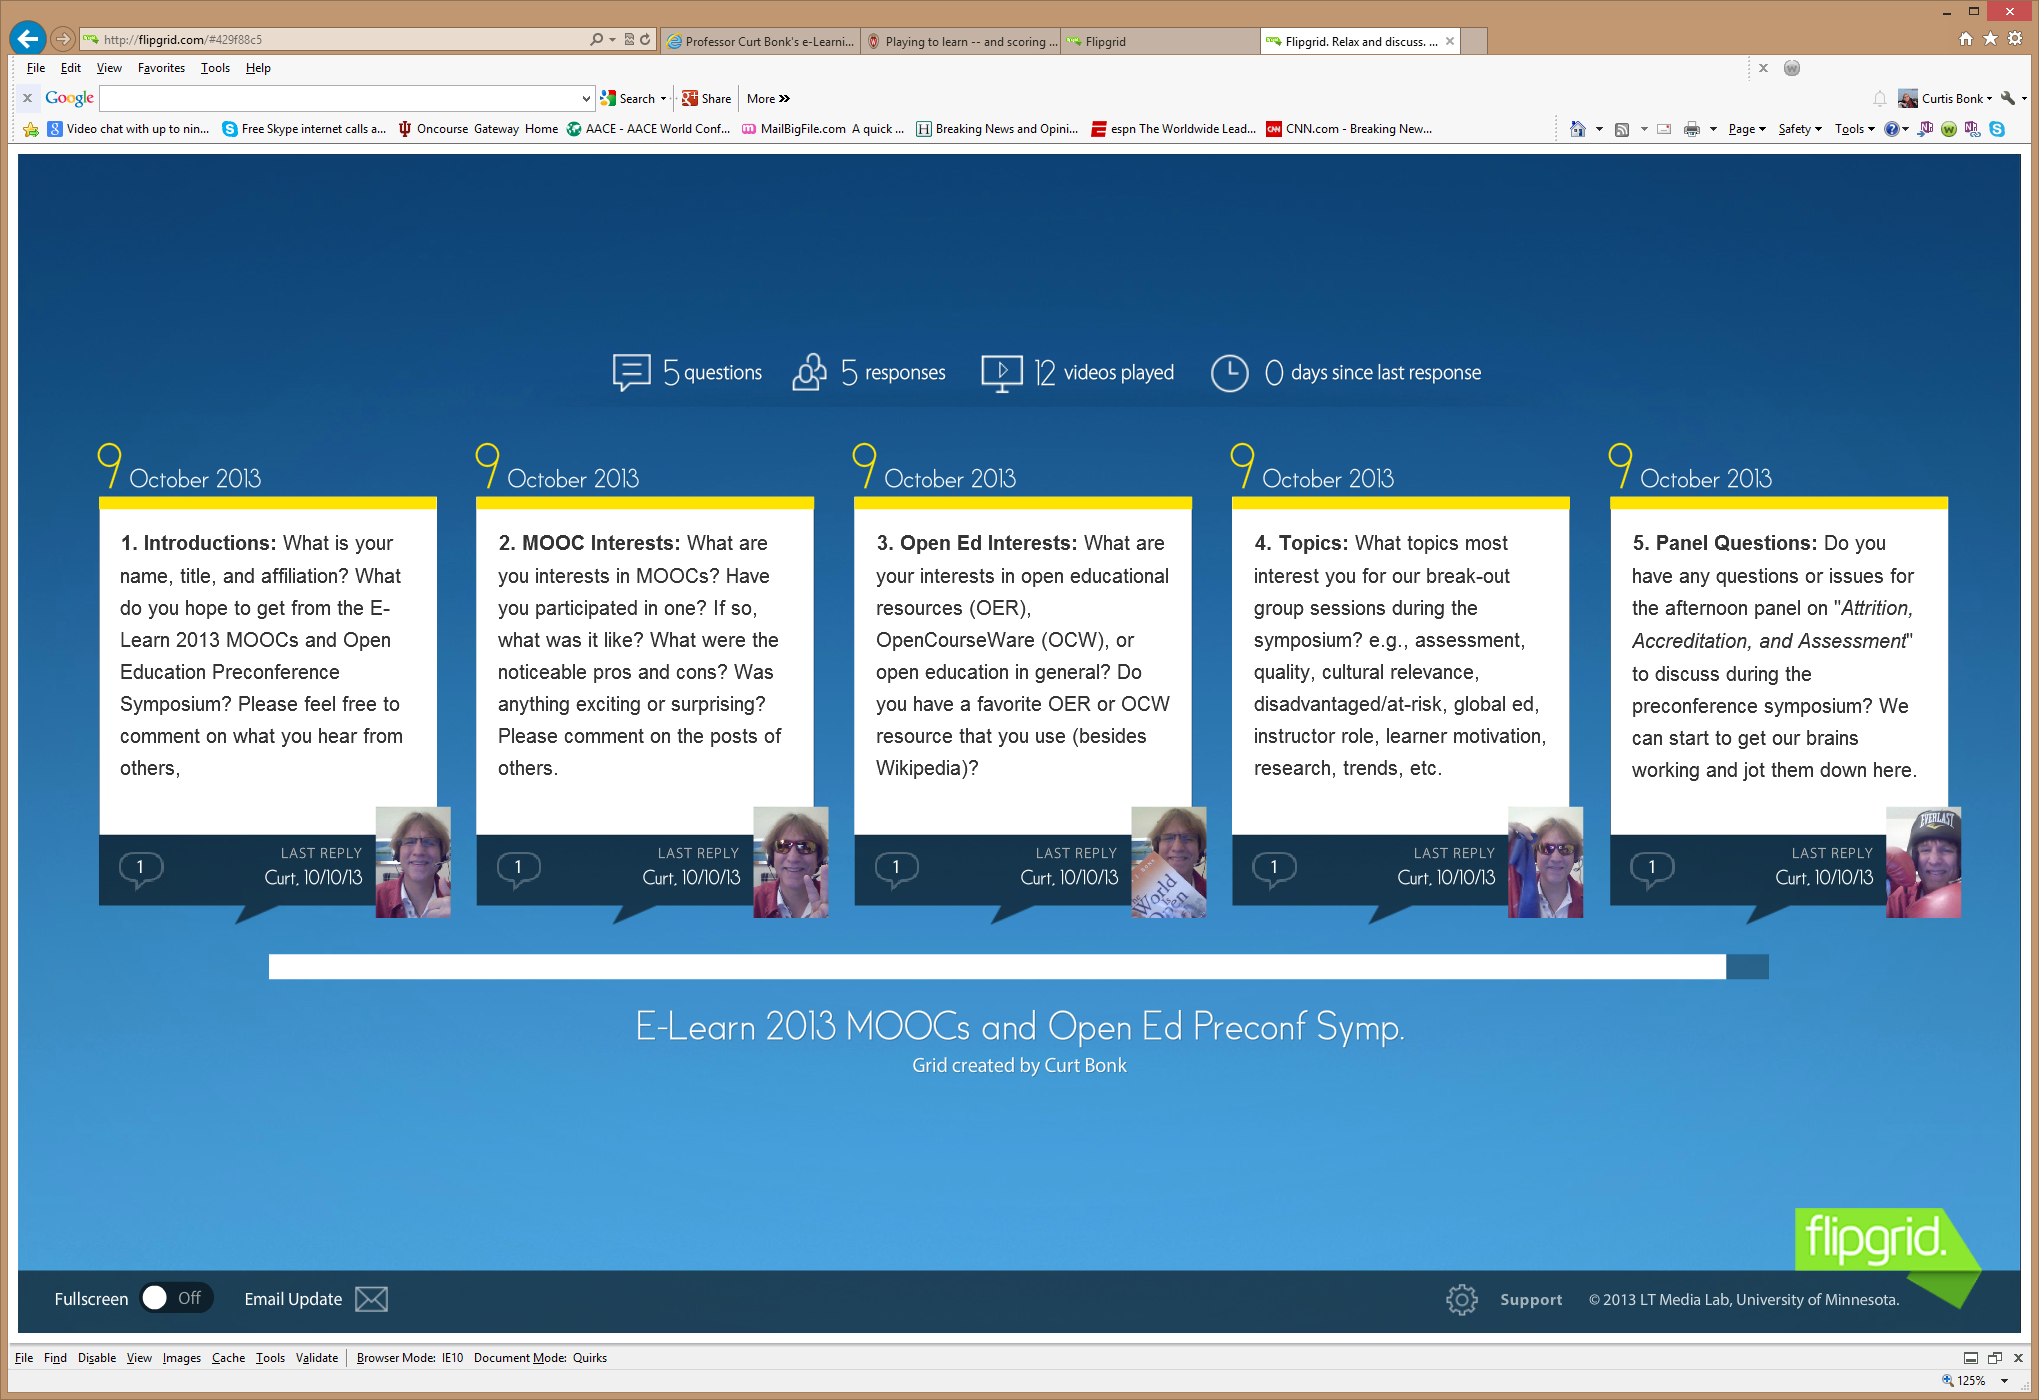 http://flipgrid.com/#429f88c5
Professor Curt Bonk's e-Learni...
Playing to learn -- and scoring ...
Flipgrid
Flipgrid. Relax and discuss. ...
File Edit View Favorites Tools Help
Google Search Share More »
Curtis Bonk
Video chat with up to nin... Free Skype internet calls a... Oncourse Gateway Home AACE - AACE World Conf... MailBigFile.com A quick ... Breaking News and Opini... espn The Worldwide Lead... CNN.com - Breaking New...
Page Safety Tools
5 questions 5 responses 12 videos played 0 days since last response
9 October 2013
1. Introductions: What is your
name, title, and affiliation? What
do you hope to get from the E-
Learn 2013 MOOCs and Open
Education Preconference
Symposium? Please feel free to
comment on what you hear from
others,
1
LAST REPLY
Curt, 10/10/13
9 October 2013
2. MOOC Interests: What are
you interests in MOOCs? Have
you participated in one? If so,
what was it like? What were the
noticeable pros and cons? Was
anything exciting or surprising?
Please comment on the posts of
others.
1
LAST REPLY
Curt, 10/10/13
9 October 2013
3. Open Ed Interests: What are
your interests in open educational
resources (OER),
OpenCourseWare (OCW), or
open education in general? Do
you have a favorite OER or OCW
resource that you use (besides
Wikipedia)?
1
LAST REPLY
Curt, 10/10/13
World
is
Open
9 October 2013
4. Topics: What topics most
interest you for our break-out
group sessions during the
symposium? e.g., assessment,
quality, cultural relevance,
disadvantaged/at-risk, global ed,
instructor role, learner motivation,
research, trends, etc.
1
LAST REPLY
Curt, 10/10/13
9 October 2013
5. Panel Questions: Do you
have any questions or issues for
the afternoon panel on "Attrition,
Accreditation, and Assessment"
to discuss during the
preconference symposium? We
can start to get our brains
working and jot them down here.
1
LAST REPLY
Curt, 10/10/13
EVERLAST
E-Learn 2013 MOOCs and Open Ed Preconf Symp.
Grid created by Curt Bonk
flipgrid.
Fullscreen Off Email Update
Support © 2013 LT Media Lab, University of Minnesota.
File Find Disable View Images Cache Tools Validate Browser Mode: IE10 Document Mode: Quirks
125%